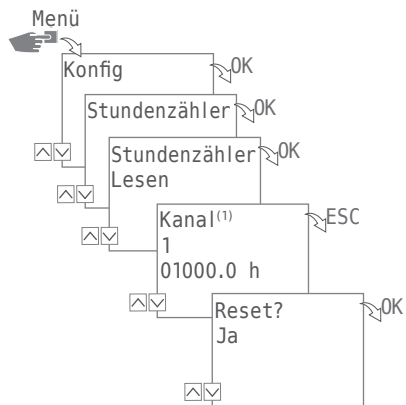 Menü
Konfig
OK
Stundenzähler
OK
Stundenzähler
Lesen
OK
Kanal(1)
1
01000.0 h
ESC
Reset?
Ja
OK